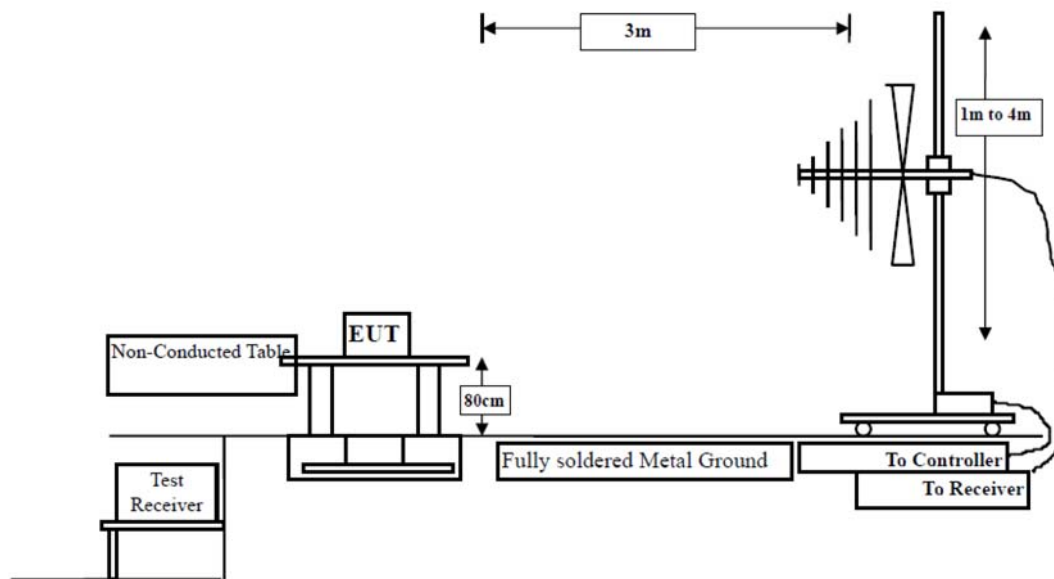 3m
1m to 4m
EUT
Non-Conducted Table
80cm
Fully soldered Metal Ground
To Controller
Test
Receiver
To Receiver